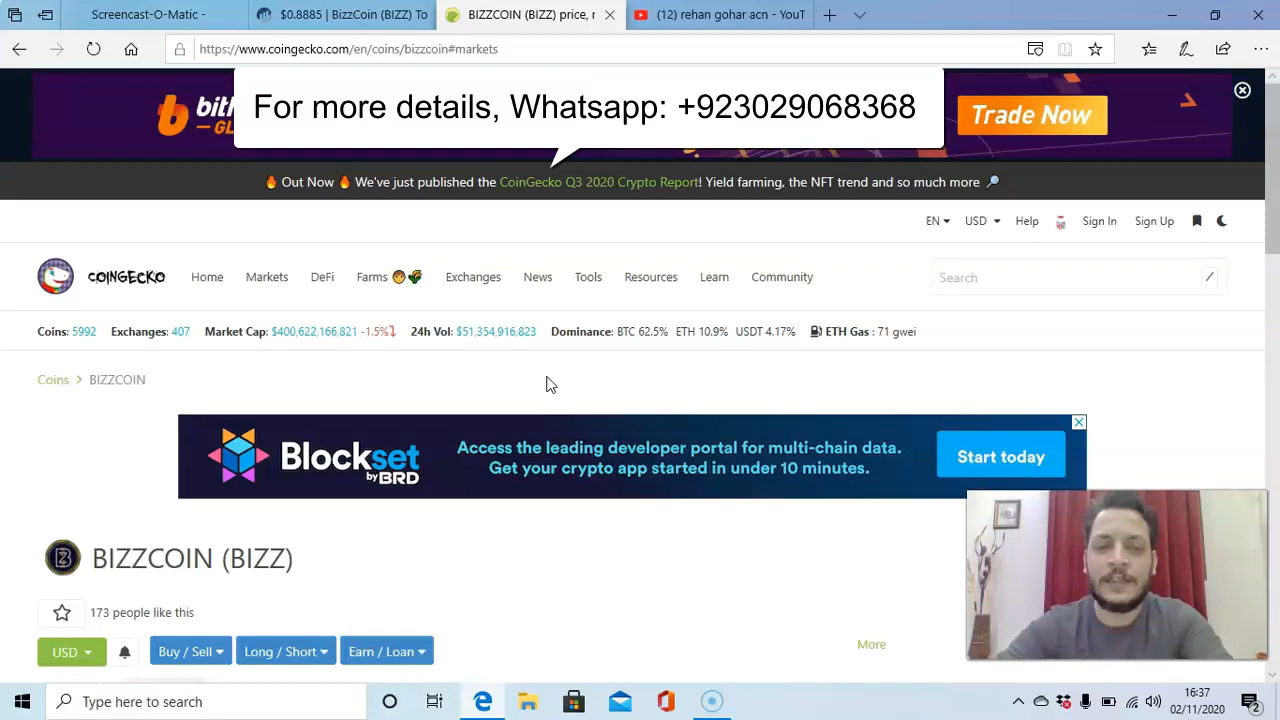 Screencast-O-Matic -
$0.8885 | BizzCoin (BIZZ) To
BIZZCOIN (BIZZ) price, r
(12) rehan gohar acn - YouT
https://www.coingecko.com/en/coins/bizzcoin#markets
For more details, Whatsapp: +923029068368
Trade Now
🔥 Out Now 🔥 We've just published the CoinGecko Q3 2020 Crypto Report! Yield farming, the NFT trend and so much more 🔎
EN USD Help Sign In Sign Up
COINGECKO Home Markets DeFi Farms Exchanges News Tools Resources Learn Community Search /
Coins: 5992 Exchanges: 407 Market Cap: $400,622,166,821 -1.5% 24h Vol: $51,354,916,823 Dominance: BTC 62.5% ETH 10.9% USDT 4.17% ETH Gas : 71 gwei
Coins > BIZZCOIN
Blockset
by BRD
Access the leading developer portal for multi-chain data.
Get your crypto app started in under 10 minutes.
Start today
BIZZCOIN (BIZZ)
173 people like this
USD Buy / Sell Long / Short Earn / Loan
More
Type here to search
16:37
02/11/2020
2